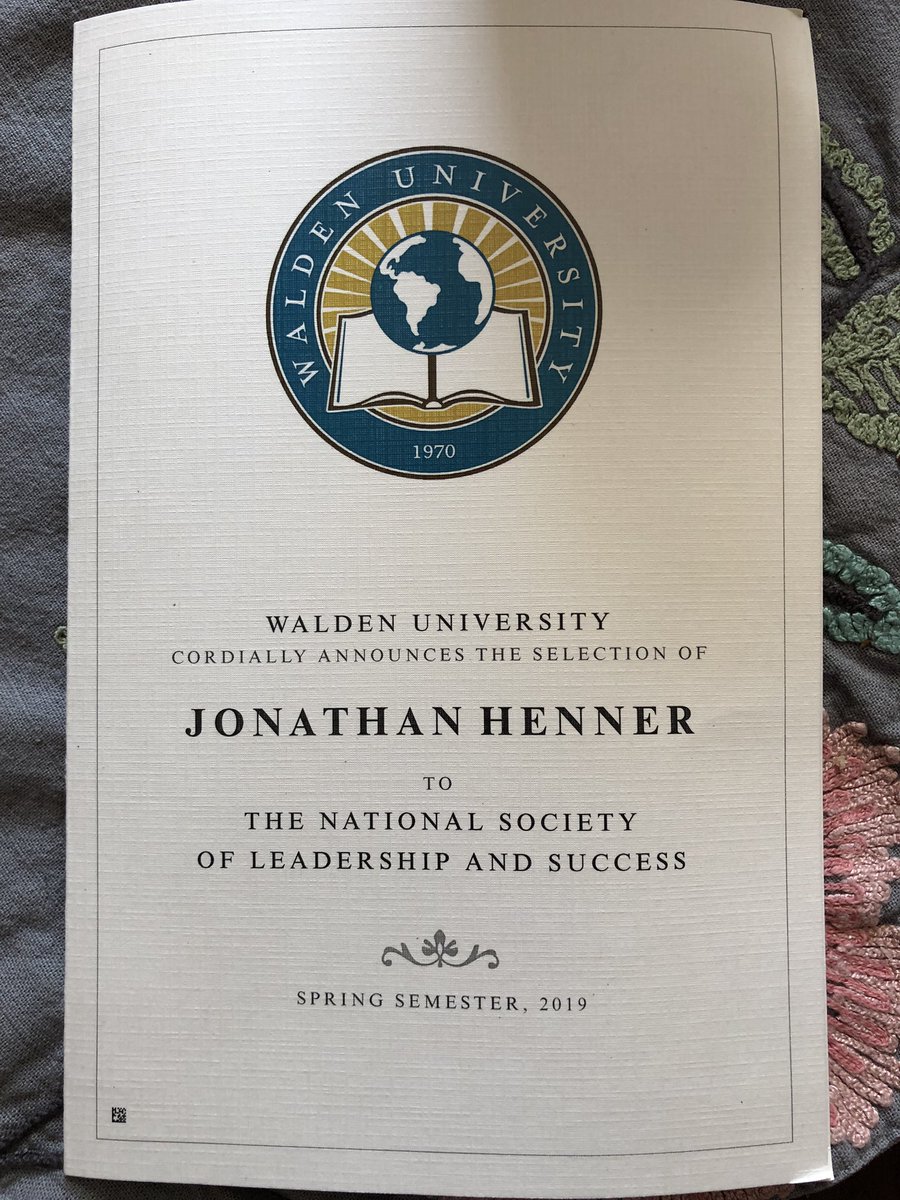 WALDEN UNIVERSITY
1970
WALDEN UNIVERSITY
CORDIALLY ANNOUNCES THE SELECTION OF
JONATHAN HENNER
TO
THE NATIONAL SOCIETY
OF LEADERSHIP AND SUCCESS
SPRING SEMESTER, 2019